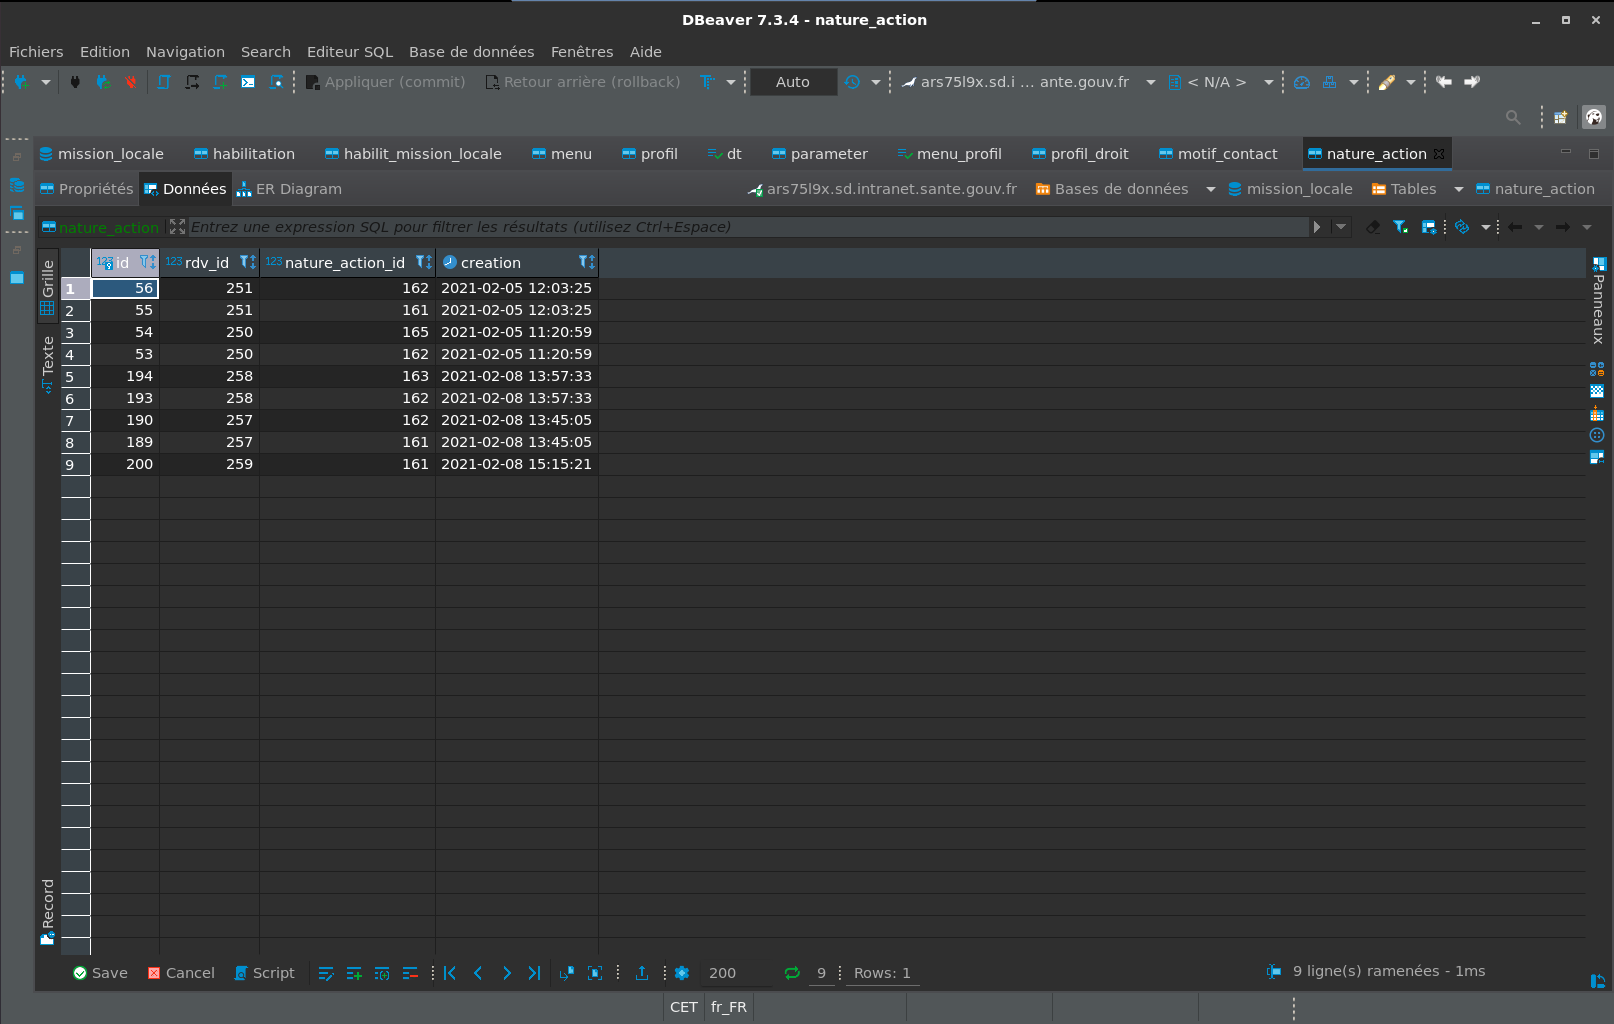 DBeaver 7.3.4 - nature_action
Fichiers Edition Navigation Search Editeur SQL Base de données Fenêtres Aide
Appliquer (commit) Retour arrière (rollback) Auto ars75l9x.sd.i ... ante.gouv.fr < N/A >
mission_locale habilitation habilit_mission_locale menu profil dt parameter menu_profil profil_droit motif_contact nature_action
Propriétés Données ER Diagram ars75l9x.sd.intranet.sante.gouv.fr Bases de données mission_locale Tables nature_action
nature_action Entrez une expression SQL pour filtrer les résultats (utilisez Ctrl+Espace)
Grille
Texte
Record
123 id 123 rdv_id 123 nature_action_id creation
1 56 251 162 2021-02-05 12:03:25
2 55 251 161 2021-02-05 12:03:25
3 54 250 165 2021-02-05 11:20:59
4 53 250 162 2021-02-05 11:20:59
5 194 258 163 2021-02-08 13:57:33
6 193 258 162 2021-02-08 13:57:33
7 190 257 162 2021-02-08 13:45:05
8 189 257 161 2021-02-08 13:45:05
9 200 259 161 2021-02-08 15:15:21
Panneaux
Save Cancel Script 200 9 Rows: 1 9 ligne(s) ramenées - 1ms
CET fr_FR